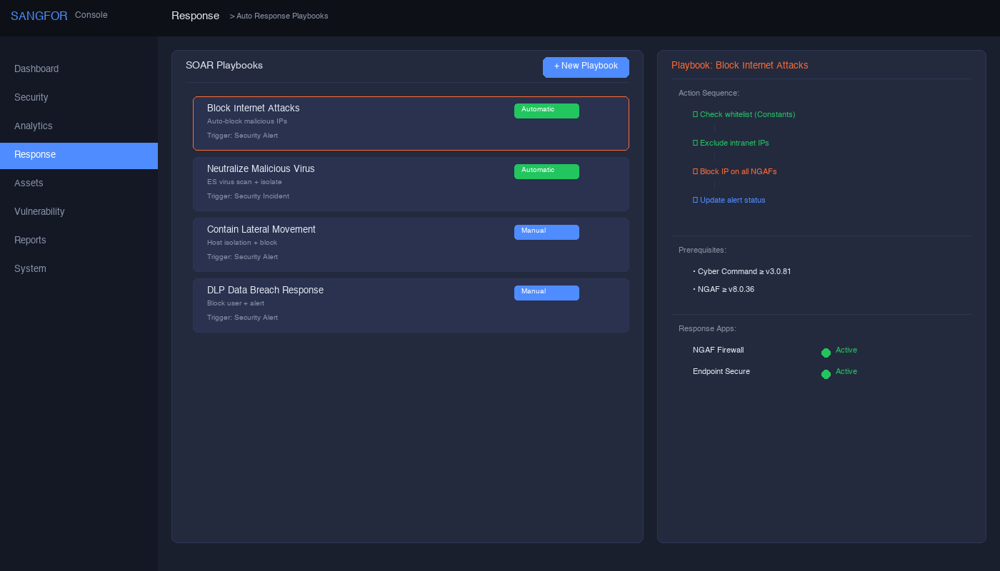 SANGFOR Console
Response > Auto Response Playbooks
Dashboard
Security
Analytics
Response
Assets
Vulnerability
Reports
System
SOAR Playbooks
+ New Playbook
Block Internet Attacks
Automatic
Auto-block malicious IPs
Trigger: Security Alert
Neutralize Malicious Virus
Automatic
ES virus scan + isolate
Trigger: Security Incident
Contain Lateral Movement
Manual
Host isolation + block
Trigger: Security Alert
DLP Data Breach Response
Manual
Block user + alert
Trigger: Security Alert
Playbook: Block Internet Attacks
Action Sequence:
Check whitelist (Constants)
Exclude intranet IPs
Block IP on all NGAFs
Update alert status
Prerequisites:
• Cyber Command ≥ v3.0.81
• NGAF ≥ v8.0.36
Response Apps:
NGAF Firewall Active
Endpoint Secure Active